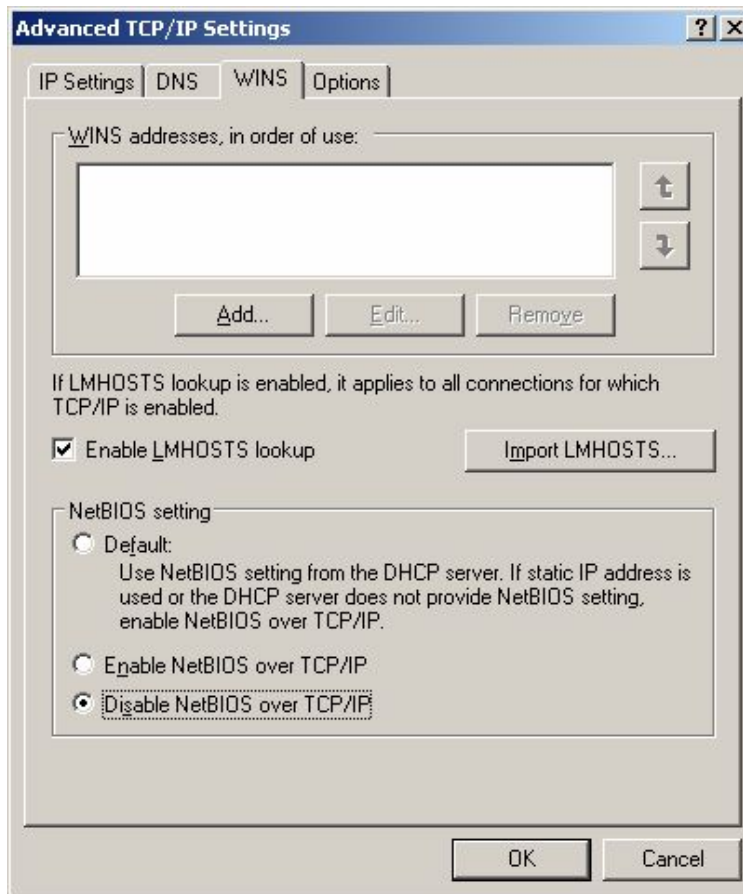 Advanced TCP/IP Settings
IP Settings DNS WINS Options
WINS addresses, in order of use:
Add... Edit... Remove
If LMHOSTS lookup is enabled, it applies to all connections for which
TCP/IP is enabled.
Enable LMHOSTS lookup Import LMHOSTS...
NetBIOS setting
Default:
Use NetBIOS setting from the DHCP server. If static IP address is
used or the DHCP server does not provide NetBIOS setting,
enable NetBIOS over TCP/IP.
Enable NetBIOS over TCP/IP
Disable NetBIOS over TCP/IP
OK Cancel